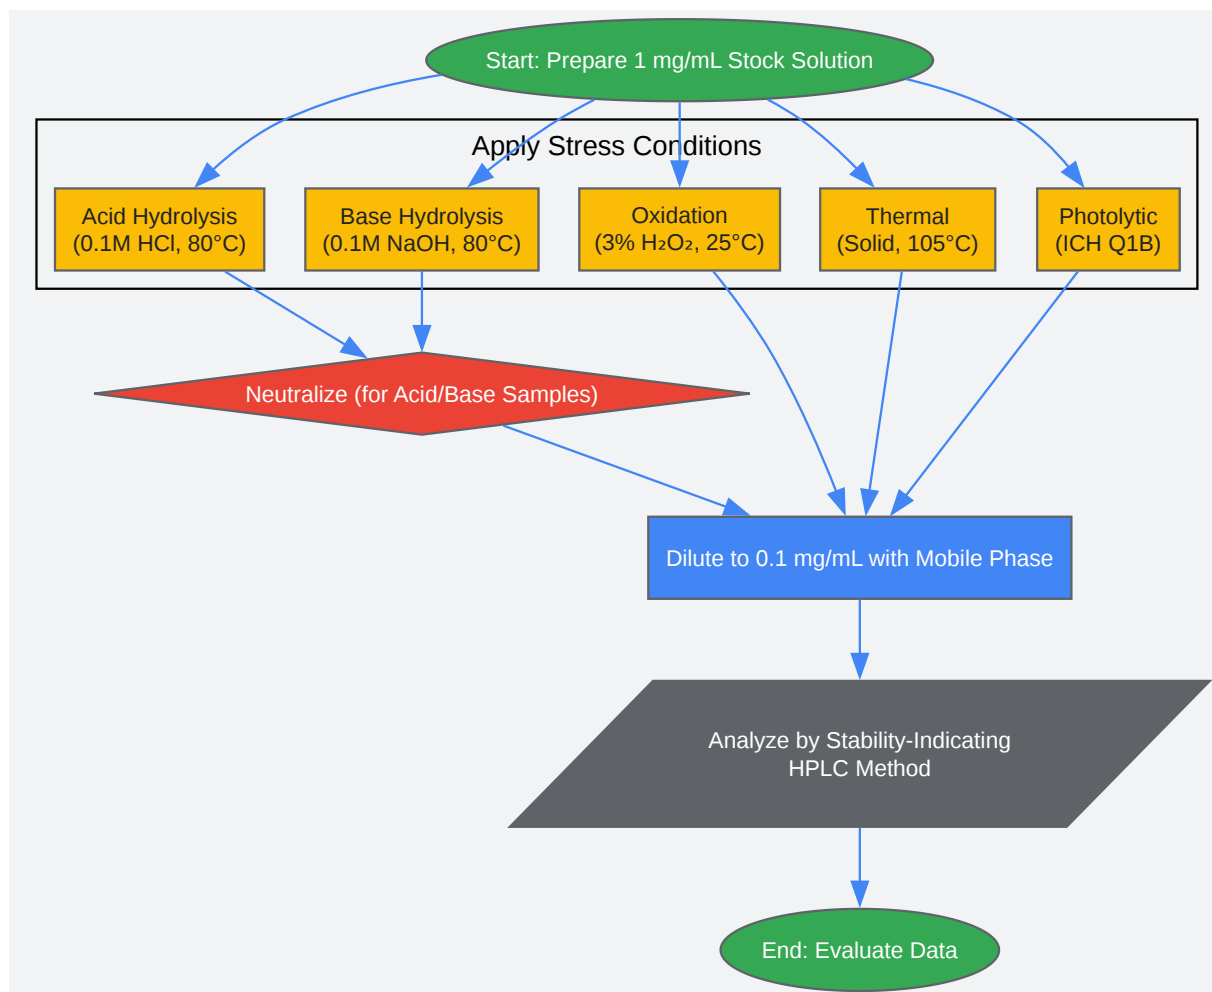 Start: Prepare 1 mg/mL Stock Solution
Apply Stress Conditions
Acid Hydrolysis
(0.1M HCl, 80°C)
Base Hydrolysis
(0.1M NaOH, 80°C)
Oxidation
(3% H₂O₂, 25°C)
Thermal
(Solid, 105°C)
Photolytic
(ICH Q1B)
Neutralize (for Acid/Base Samples)
Dilute to 0.1 mg/mL with Mobile Phase
Analyze by Stability-Indicating
HPLC Method
End: Evaluate Data